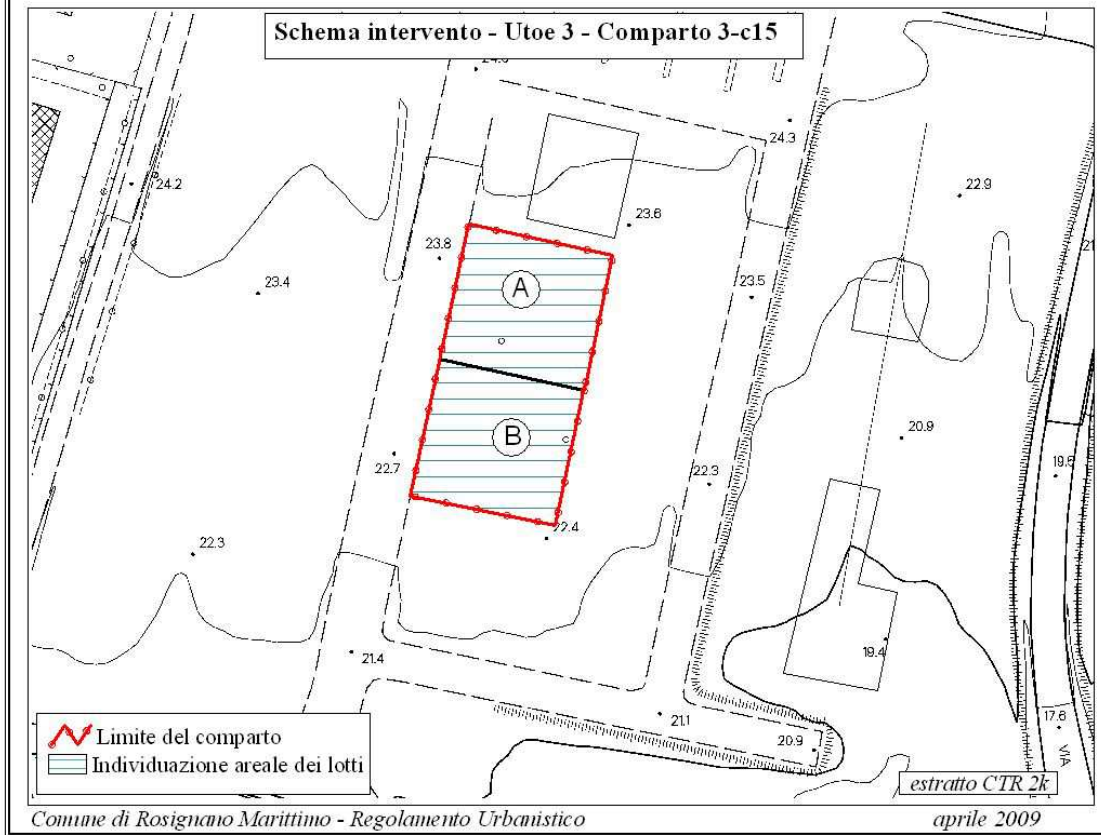 Schema intervento - Utoe 3 - Comparto 3-c15
24.3
24.2
22.9
23.6
23.8
23.4
23.5
A
B
20.9
22.7
22.3
19.5
22.4
22.3
19.4
21.4
21.1
17.6
20.9
VIA
Limite del comparto
Individuazione areale dei lotti
estratto CTR 2k
Comune di Rosignano Marittimo - Regolamento Urbanistico
aprile 2009